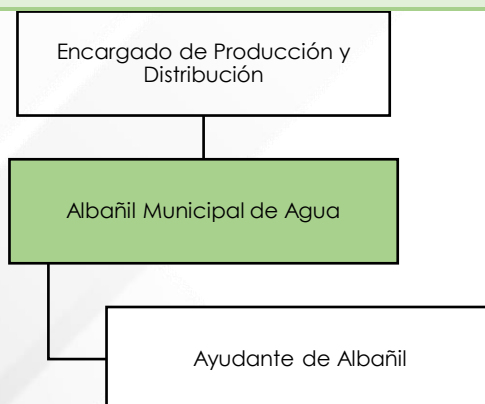 Encargado de Producción y
Distribución
Albañil Municipal de Agua
Ayudante de Albañil